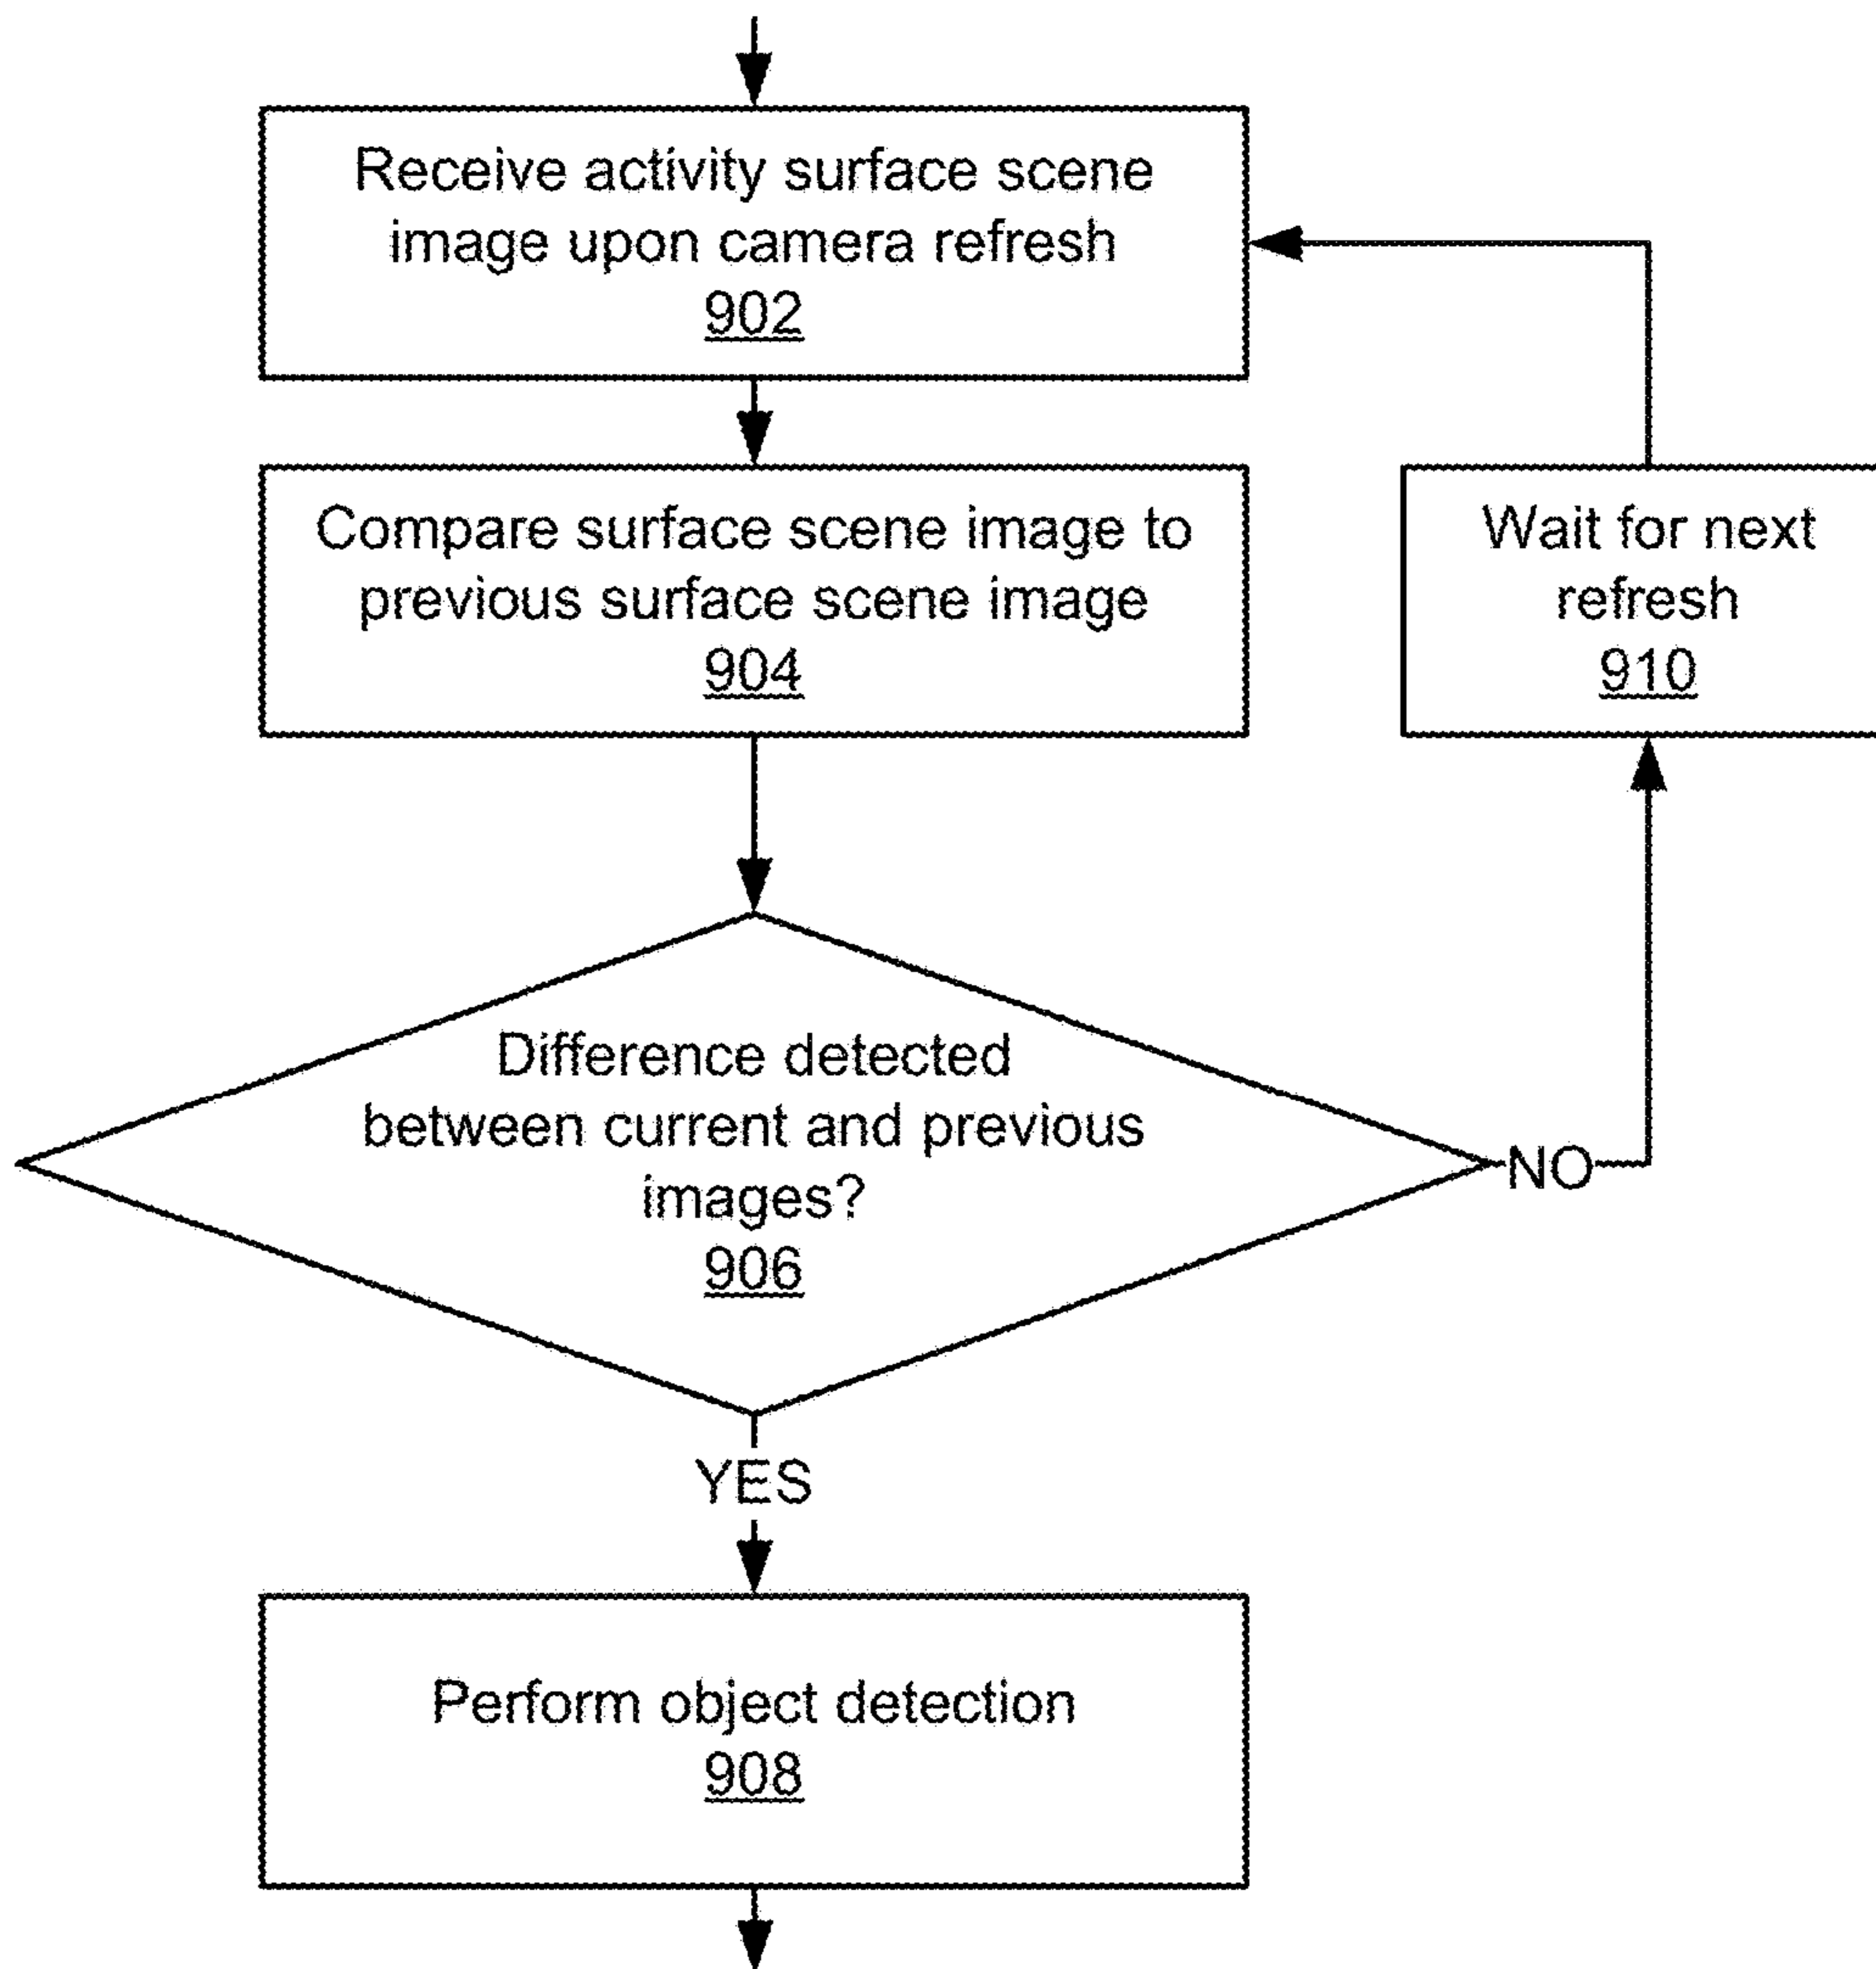 Receive activity surface scene
image upon camera refresh
902
Compare surface scene image to
previous surface scene image
904
Wait for next
refresh
910
Difference detected
between current and previous
images?
906
NO
YES
Perform object detection
908